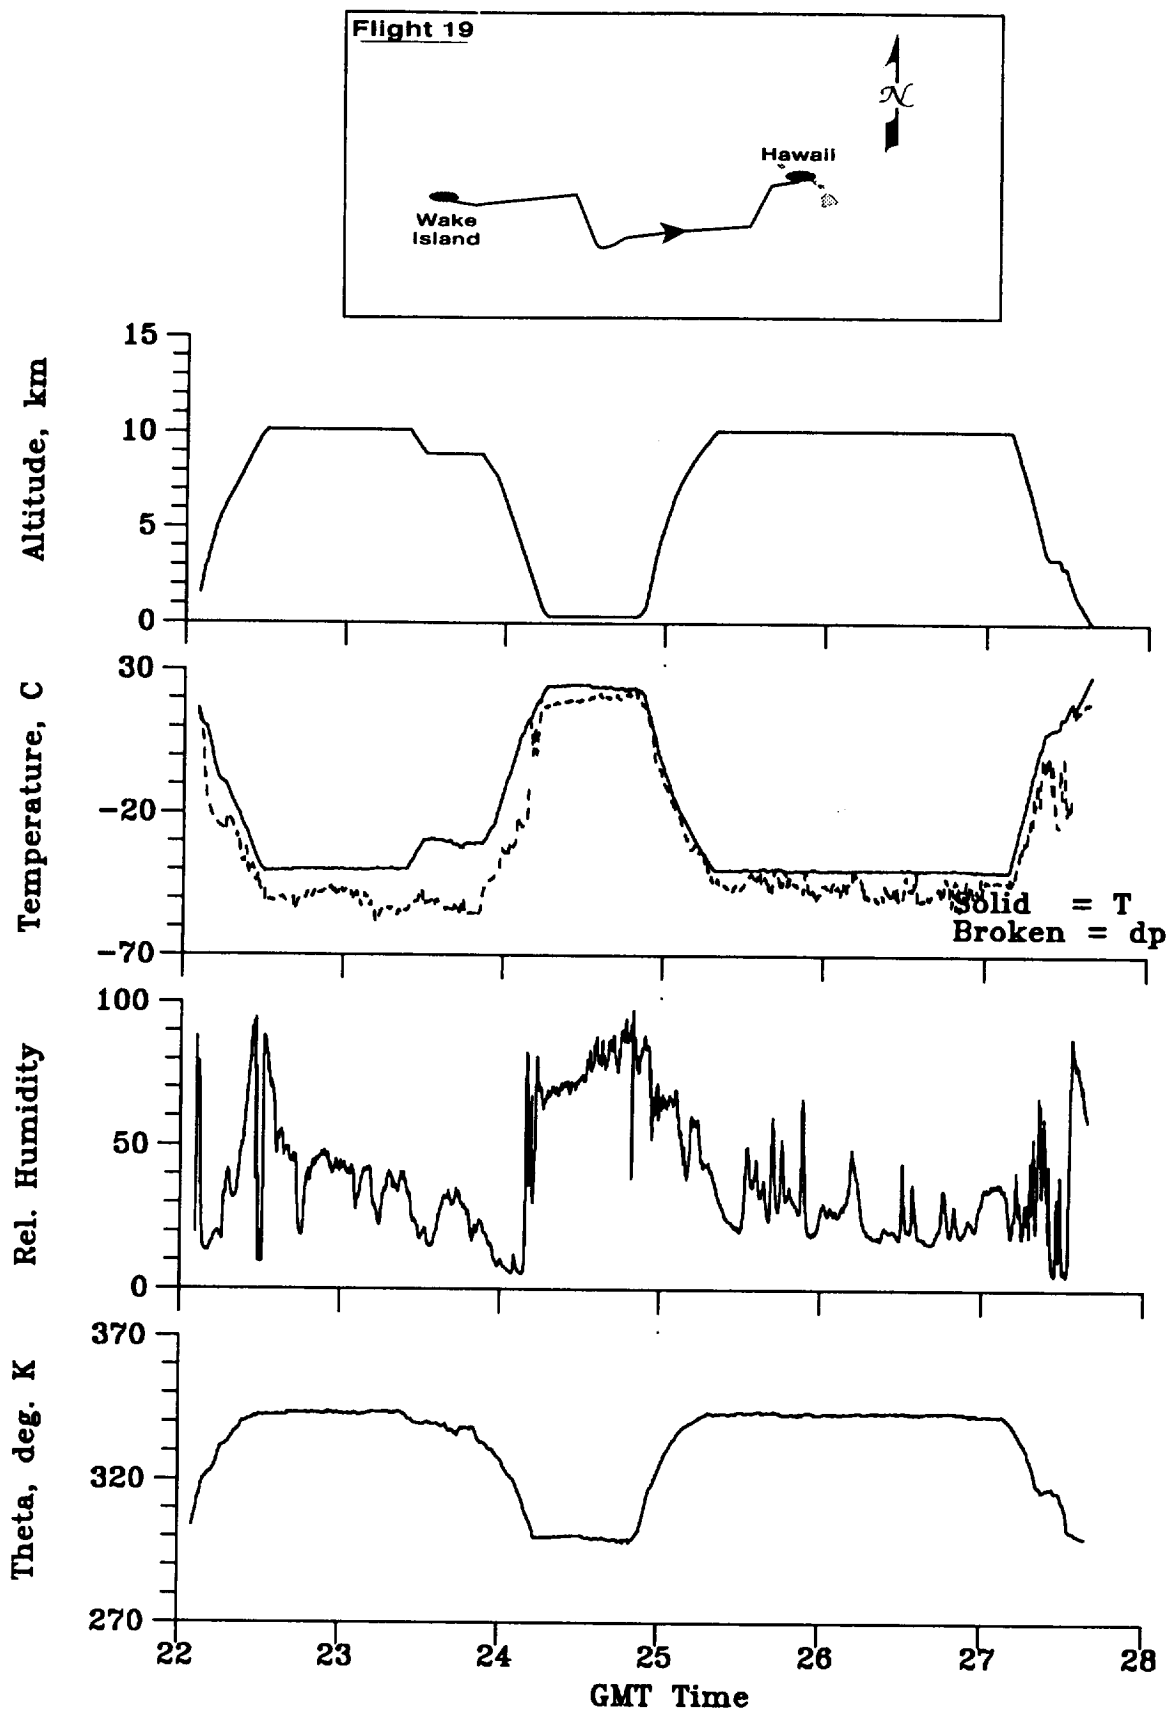 Flight 19
N
Hawaii
Wake
Island
15
10
5
0
Altitude, km
30
-20
-70
Temperature, C
Solid = T
Broken = dp
100
50
0
Rel. Humidity
370
320
270
Theta, deg. K
22 23 24 25 26 27 28
GMT Time